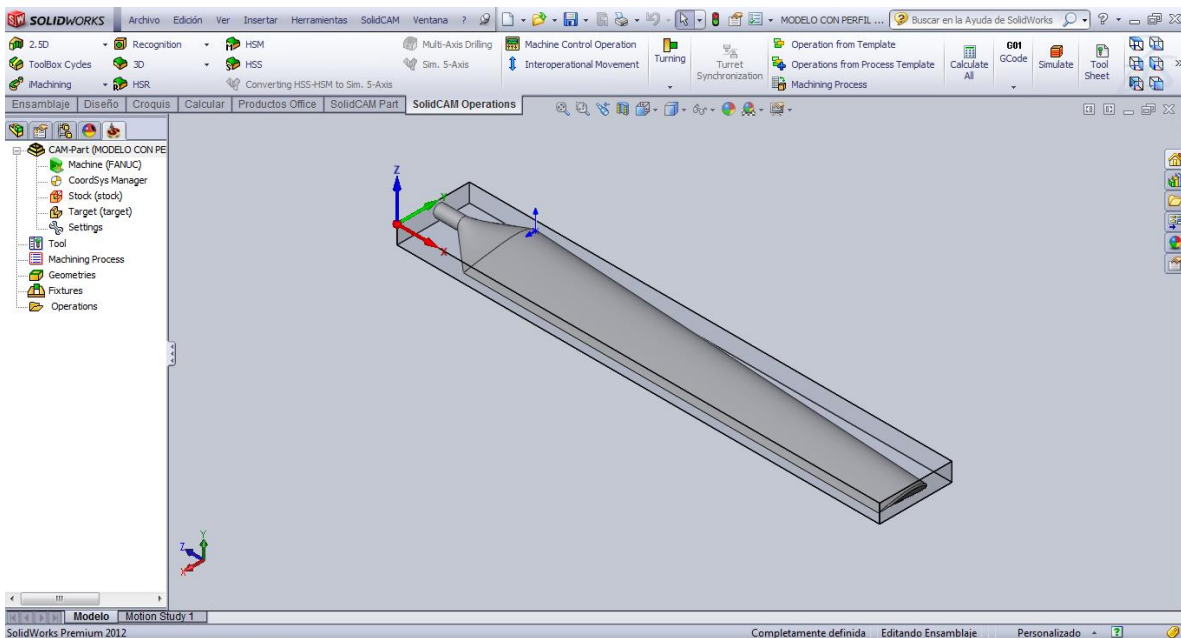 SOLIDWORKS Archivo Edición Ver Insertar Herramientas SolidCAM Ventana ? MODELO CON PERFIL ... Buscar en la Ayuda de SolidWorks
2.5D Recognition HSM Multi-Axis Drilling Machine Control Operation Turning Turret Synchronization Operation from Template Calculate All G01 GCode Simulate Tool Sheet
ToolBox Cycles 3D HSS Sim. 5-Axis Interoperational Movement Operations from Process Template
iMachining HSR Converting HSS-HSM to Sim. 5-Axis Machining Process
Ensamblaje Diseño Croquis Calcular Productos Office SolidCAM Part SolidCAM Operations
CAM-Part (MODELO CON PE
Machine (FANUC)
CoordSys Manager
Stock (stock)
Target (target)
Settings
Tool
Machining Process
Geometries
Fixtures
Operations
Z
Y
X
Y
Z
X
Modelo Motion Study 1
SolidWorks Premium 2012 Completamente definida Editando Ensamblaje Personalizado